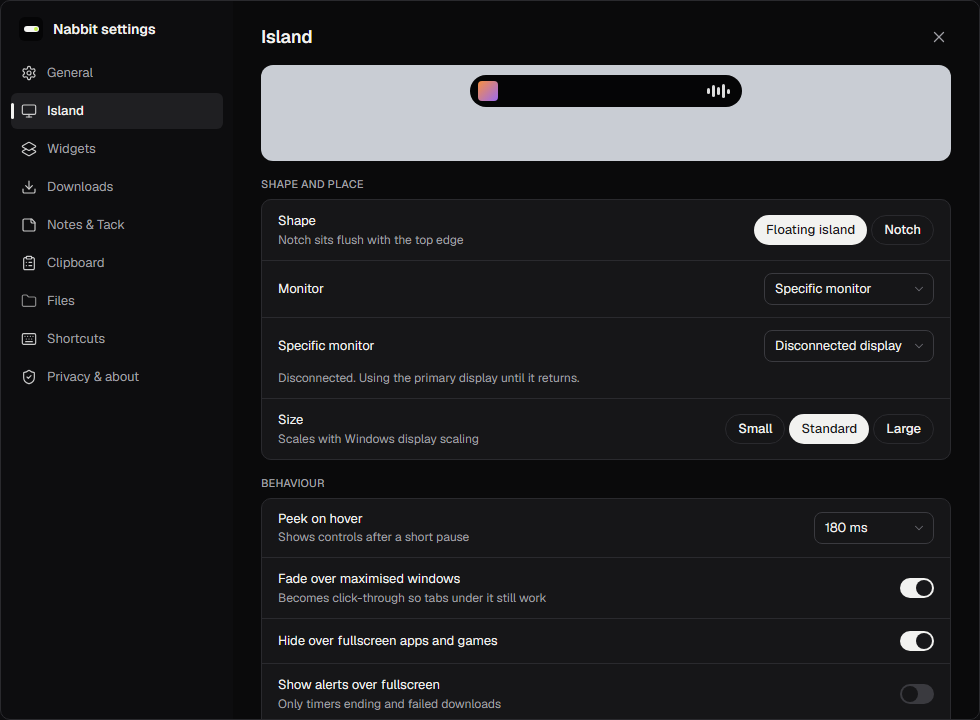 Nabbit settings
General
Island
Widgets
Downloads
Notes & Tack
Clipboard
Files
Shortcuts
Privacy & about
Island
SHAPE AND PLACE
Shape
Notch sits flush with the top edge
Floating island
Notch
Monitor
Specific monitor
Specific monitor
Disconnected display
Disconnected. Using the primary display until it returns.
Size
Scales with Windows display scaling
Small
Standard
Large
BEHAVIOUR
Peek on hover
Shows controls after a short pause
180 ms
Fade over maximised windows
Becomes click-through so tabs under it still work
Hide over fullscreen apps and games
Show alerts over fullscreen
Only timers ending and failed downloads